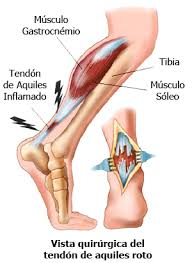 Músculo
Gastrocnémio
Tendón
de Aquiles
Inflamado
Tibia
Músculo
Sóleo
Vista quirúrgica del
tendón de aquiles roto